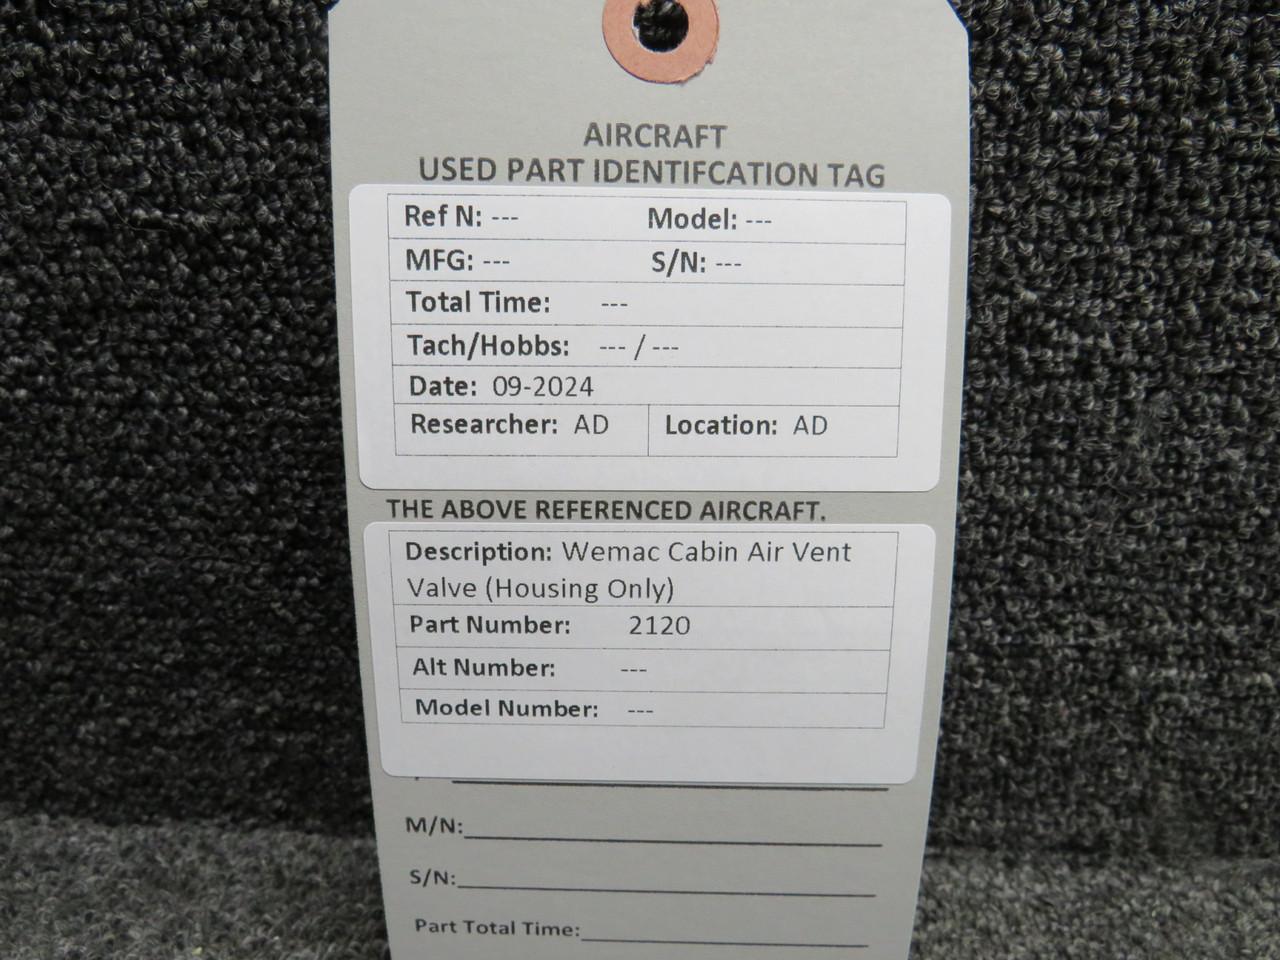 AIRCRAFT
USED PART IDENTIFCATION TAG
Ref N: --- Model: ---
MFG: --- S/N: ---
Total Time: ---
Tach/Hobbs: --- / ---
Date: 09-2024
Researcher: AD Location: AD
THE ABOVE REFERENCED AIRCRAFT.
Description: Wemac Cabin Air Vent
Valve (Housing Only)
Part Number: 2120
Alt Number: ---
Model Number: ---
M/N:
S/N:
Part Total Time: